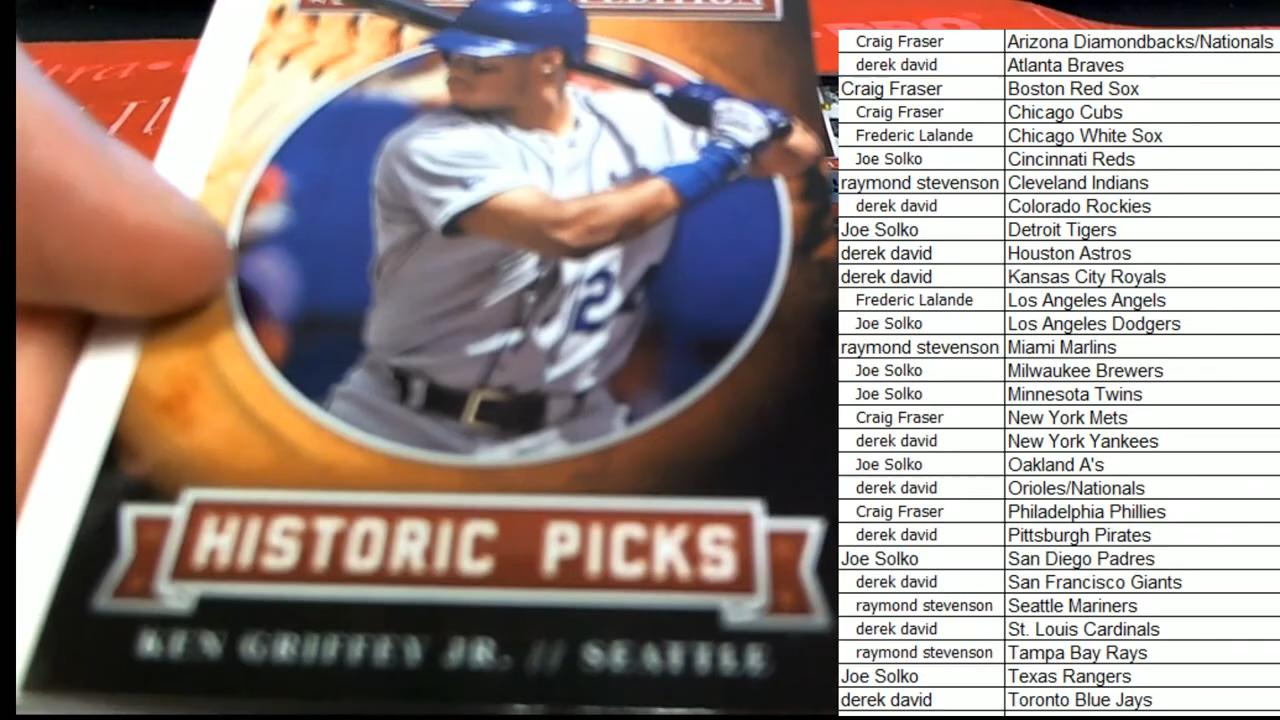 EDITION
HISTORIC PICKS
KEN GRIFFEY JR. // SEATTLE
Craig Fraser Arizona Diamondbacks/Nationals
derek david Atlanta Braves
Craig Fraser Boston Red Sox
Craig Fraser Chicago Cubs
Frederic Lalande Chicago White Sox
Joe Solko Cincinnati Reds
raymond stevenson Cleveland Indians
derek david Colorado Rockies
Joe Solko Detroit Tigers
derek david Houston Astros
derek david Kansas City Royals
Frederic Lalande Los Angeles Angels
Joe Solko Los Angeles Dodgers
raymond stevenson Miami Marlins
Joe Solko Milwaukee Brewers
Joe Solko Minnesota Twins
Craig Fraser New York Mets
derek david New York Yankees
Joe Solko Oakland A's
derek david Orioles/Nationals
Craig Fraser Philadelphia Phillies
derek david Pittsburgh Pirates
Joe Solko San Diego Padres
derek david San Francisco Giants
raymond stevenson Seattle Mariners
derek david St. Louis Cardinals
raymond stevenson Tampa Bay Rays
Joe Solko Texas Rangers
derek david Toronto Blue Jays